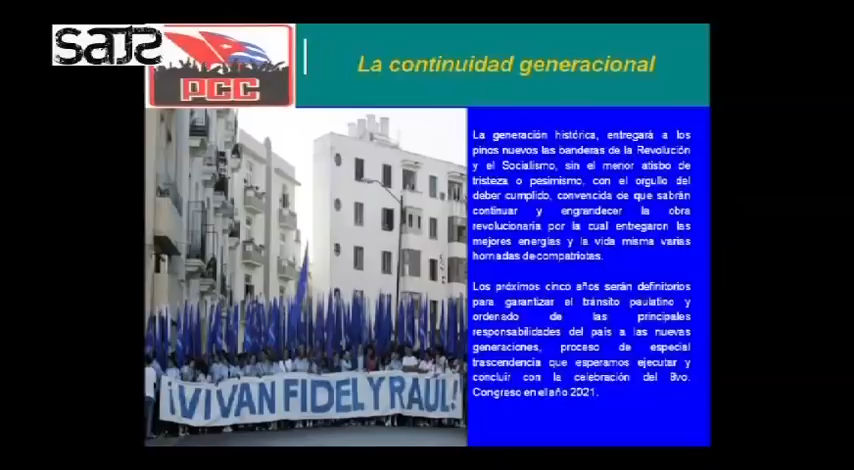 SATS
PCC
La continuidad generacional
La generación histórica, entregará a los
pinos nuevos las banderas de la Revolución
y el Socialismo, sin el menor atisbo de
tristeza o pesimismo, con el orgullo del
deber cumplido, convencida de que sabrán
continuar y engrandecer la obra
revolucionaria por la cual entregaron las
mejores energías y la vida misma varias
hornadas de compatriotas.
Los próximos cinco años serán definitorios
para garantizar el tránsito paulatino y
ordenado de las principales
responsabilidades del país a las nuevas
generaciones, proceso de especial
trascendencia que esperamos ejecutar y
concluir con la celebración del 8vo.
Congreso en el año 2021.
¡VIVAN FIDEL Y RAÚL!